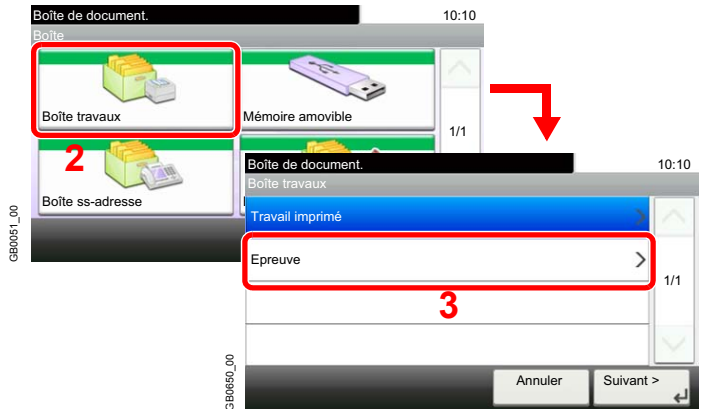 Boîte de document.
10:10
Boîte
Boîte travaux
Mémoire amovible
1/1
2
Boîte ss-adresse
GB0051_00
Boîte de document.
10:10
Boîte travaux
Travail imprimé
Epreuve
1/1
3
Annuler
Suivant >
GB0650_00